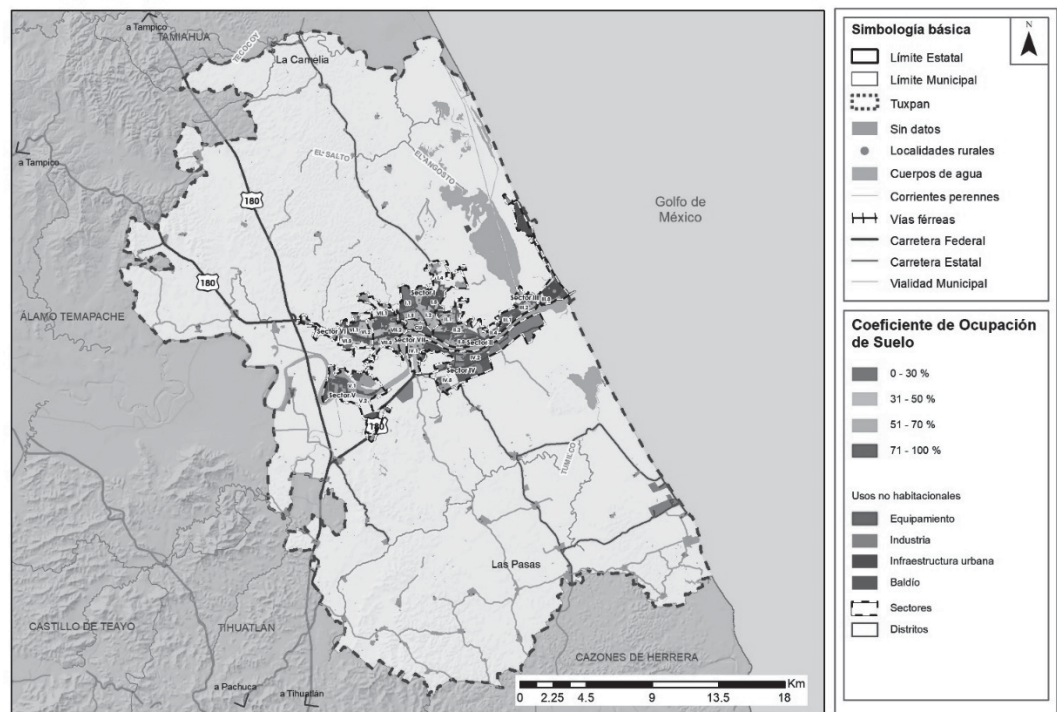 a Tampico
TAMIAHUA
TECOCOY
La Camelia
a Tampico
EL SALTO
EL ANGOSTO
180
Golfo de
México
180
ÁLAMO TEMAPACHE
Sector I
Sector III
Sector VI
Sector VII
Sector II
Sector IV
IV.2
Sector V
V.3
180
TUMILCO
Las Pasas
CASTILLO DE TEAYO
TIHUATLÁN
CAZONES DE HERRERA
a Pachuca
a Tihuatlán
Km
0 2.25 4.5 9 13.5 18
Simbología básica
N
Límite Estatal
Límite Municipal
Tuxpan
Sin datos
Localidades rurales
Cuerpos de agua
Corrientes perennes
Vías férreas
Carretera Federal
Carretera Estatal
Vialidad Municipal
Coeficiente de Ocupación
de Suelo
0 - 30 %
31 - 50 %
51 - 70 %
71 - 100 %
Usos no habitacionales
Equipamiento
Industria
Infraestructura urbana
Baldío
Sectores
Distritos